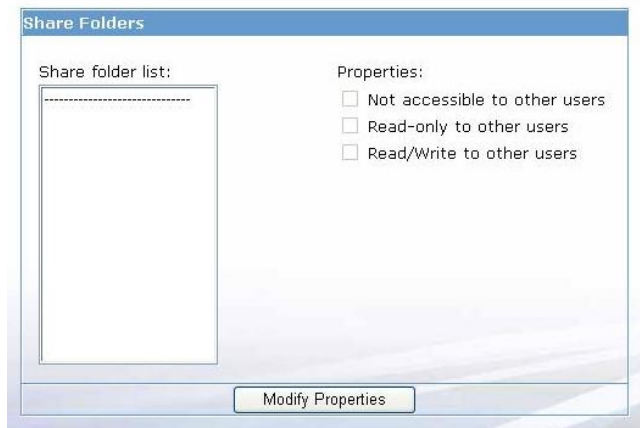 Share Folders
Share folder list:
------------------------------
Properties:
Not accessible to other users
Read-only to other users
Read/Write to other users
Modify Properties